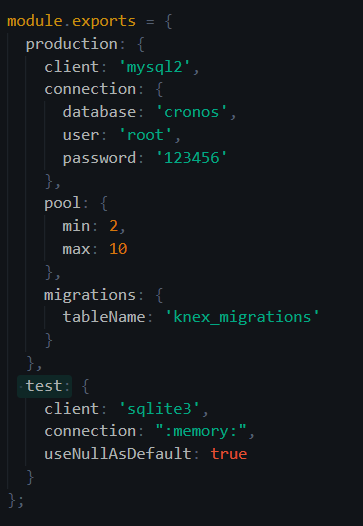 module.exports = {
  production: {
    client: 'mysql2',
    connection: {
      database: 'cronos',
      user: 'root',
      password: '123456'
    },
    pool: {
      min: 2,
      max: 10
    },
    migrations: {
      tableName: 'knex_migrations'
    }
  },
  test: {
    client: 'sqlite3',
    connection: ":memory:",
    useNullAsDefault: true
  }
};